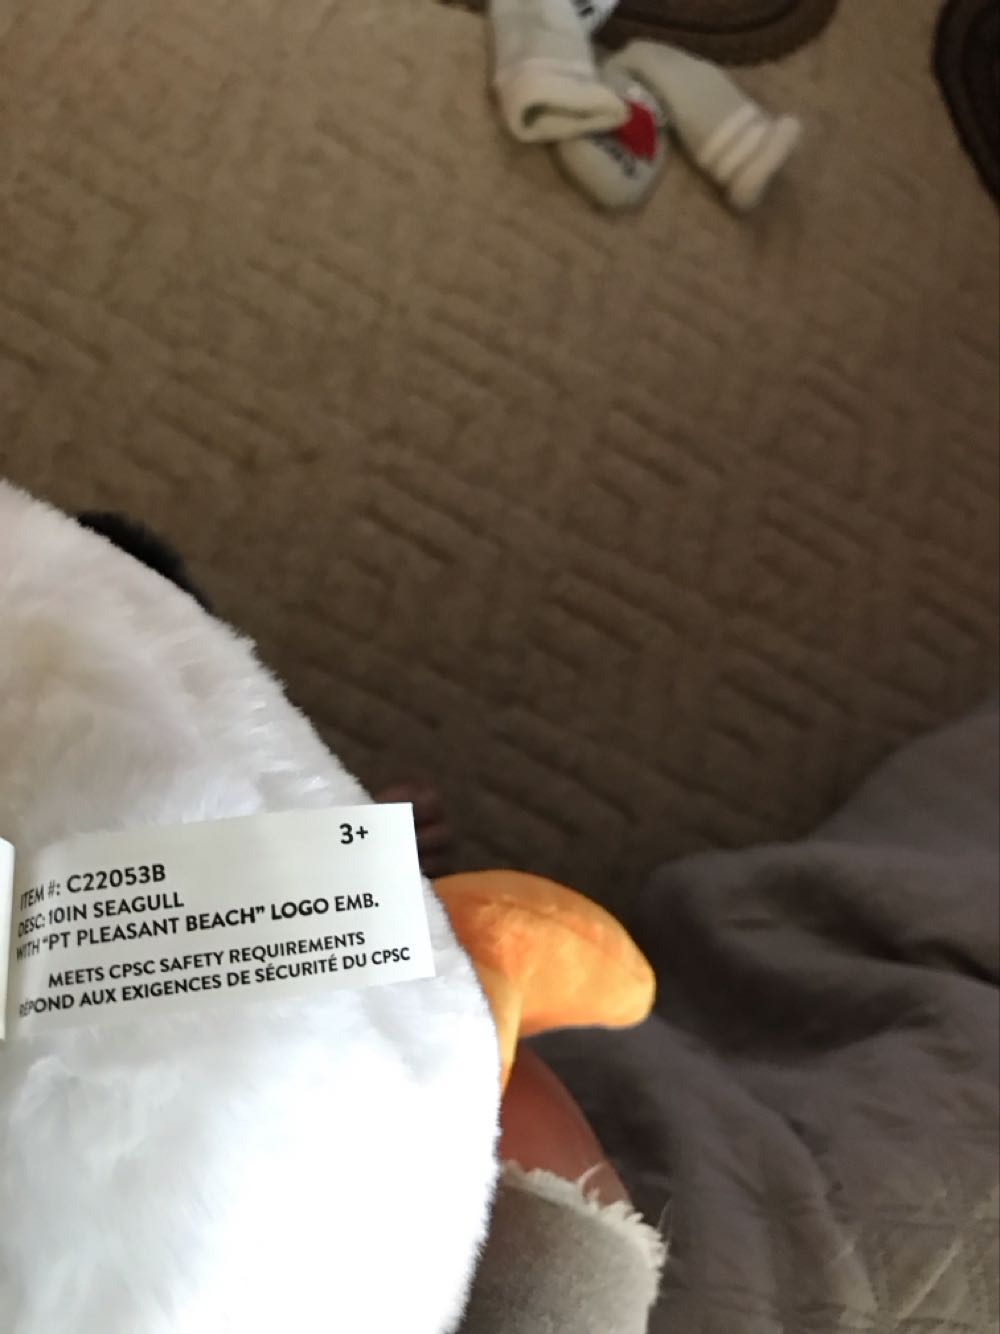 3+
ITEM #: C22053B
DESC: 10IN SEAGULL
WITH "PT PLEASANT BEACH" LOGO EMB.
MEETS CPSC SAFETY REQUIREMENTS
RÉPOND AUX EXIGENCES DE SÉCURITÉ DU CPSC